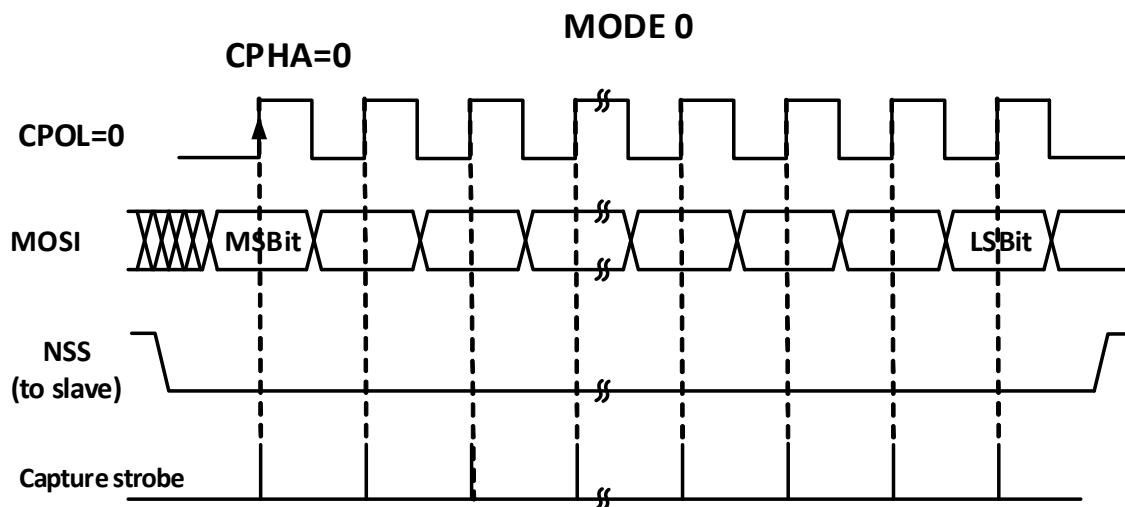 MODE 0
CPHA=0
CPOL=0
MOSI
MSBit
LSBit
NSS
(to slave)
Capture strobe